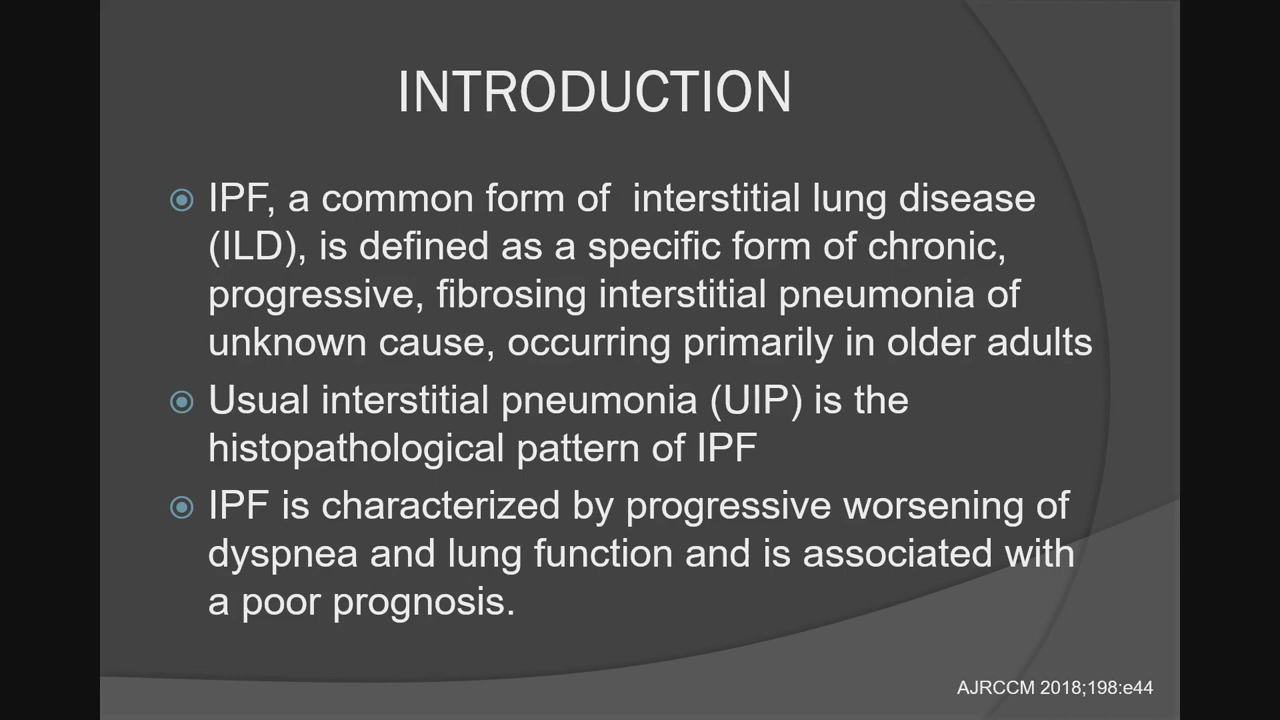 INTRODUCTION
IPF, a common form of  interstitial lung disease
(ILD), is defined as a specific form of chronic,
progressive, fibrosing interstitial pneumonia of
unknown cause, occurring primarily in older adults
Usual interstitial pneumonia (UIP) is the
histopathological pattern of IPF
IPF is characterized by progressive worsening of
dyspnea and lung function and is associated with
a poor prognosis.
AJRCCM 2018;198:e44